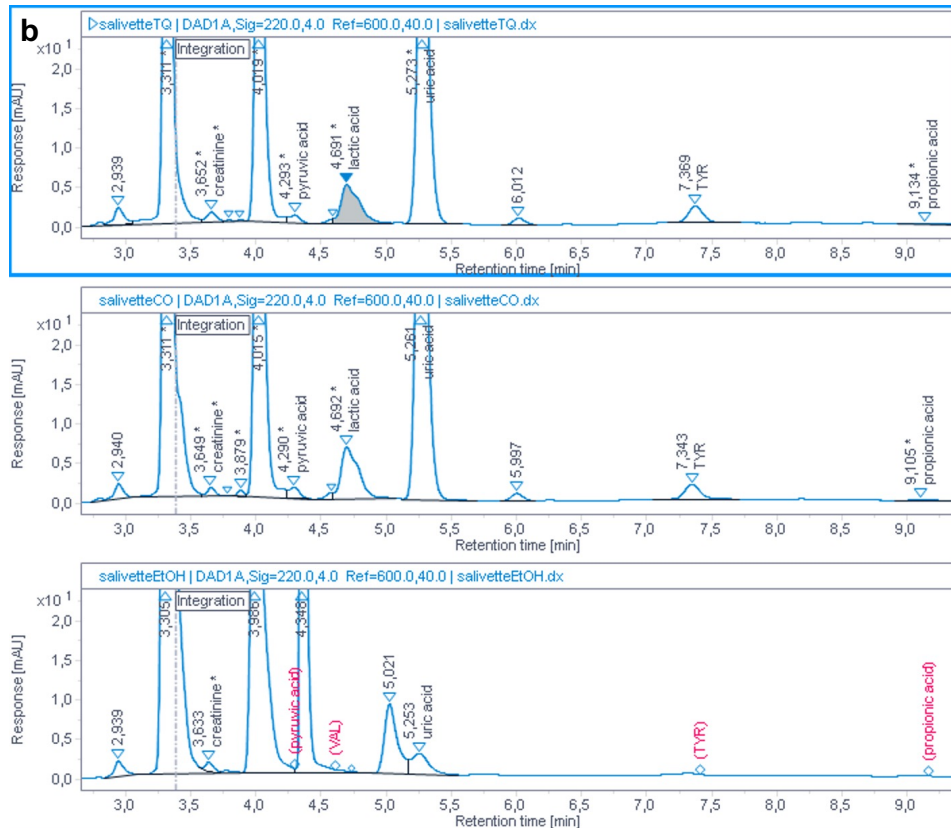 b
salivetteTQ | DAD1A,Sig=220.0,4.0 Ref=600.0,40.0 | salivetteTQ.dx
x10 1
Response [mAU]
2,0
1,5
1,0
0,5
0,0
Integration
2,939
3,311 *
3,652 *
creatinine *
4,019 *
4,293 *
pyruvic acid
4,691 *
lactic acid
5,273 *
uric acid
6,012
7,369
TYR
9,134 *
propionic acid
3,0 3,5 4,0 4,5 5,0 5,5 6,0 6,5 7,0 7,5 8,0 8,5 9,0
Retention time [min]
salivetteCO | DAD1A,Sig=220.0,4.0 Ref=600.0,40.0 | salivetteCO.dx
x10 1
Response [mAU]
2,0
1,5
1,0
0,5
0,0
Integration
2,940
3,311 *
3,649 *
creatinine *
3,879 *
4,015 *
4,290 *
pyruvic acid
4,692 *
lactic acid
5,261
uric acid
5,997
7,343
TYR
9,105 *
propionic acid
3,0 3,5 4,0 4,5 5,0 5,5 6,0 6,5 7,0 7,5 8,0 8,5 9,0
Retention time [min]
salivetteEtOH | DAD1A,Sig=220.0,4.0 Ref=600.0,40.0 | salivetteEtOH.dx
x10 1
Response [mAU]
2,0
1,5
1,0
0,5
0,0
Integration
2,939
3,305
3,633
creatinine *
3,986
(pyruvic acid)
4,348
(VAL)
5,021
5,253
uric acid
(TYR)
(propionic acid)
3,0 3,5 4,0 4,5 5,0 5,5 6,0 6,5 7,0 7,5 8,0 8,5 9,0
Retention time [min]